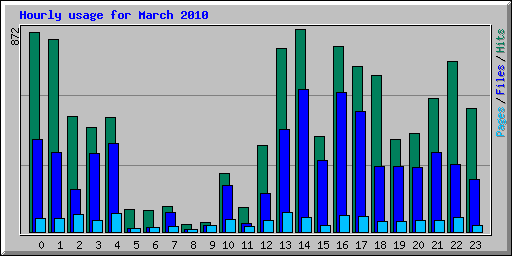 Hourly usage for March 2010
872
Pages / Files / Hits
0 1 2 3 4 5 6 7 8 9 10 11 12 13 14 15 16 17 18 19 20 21 22 23